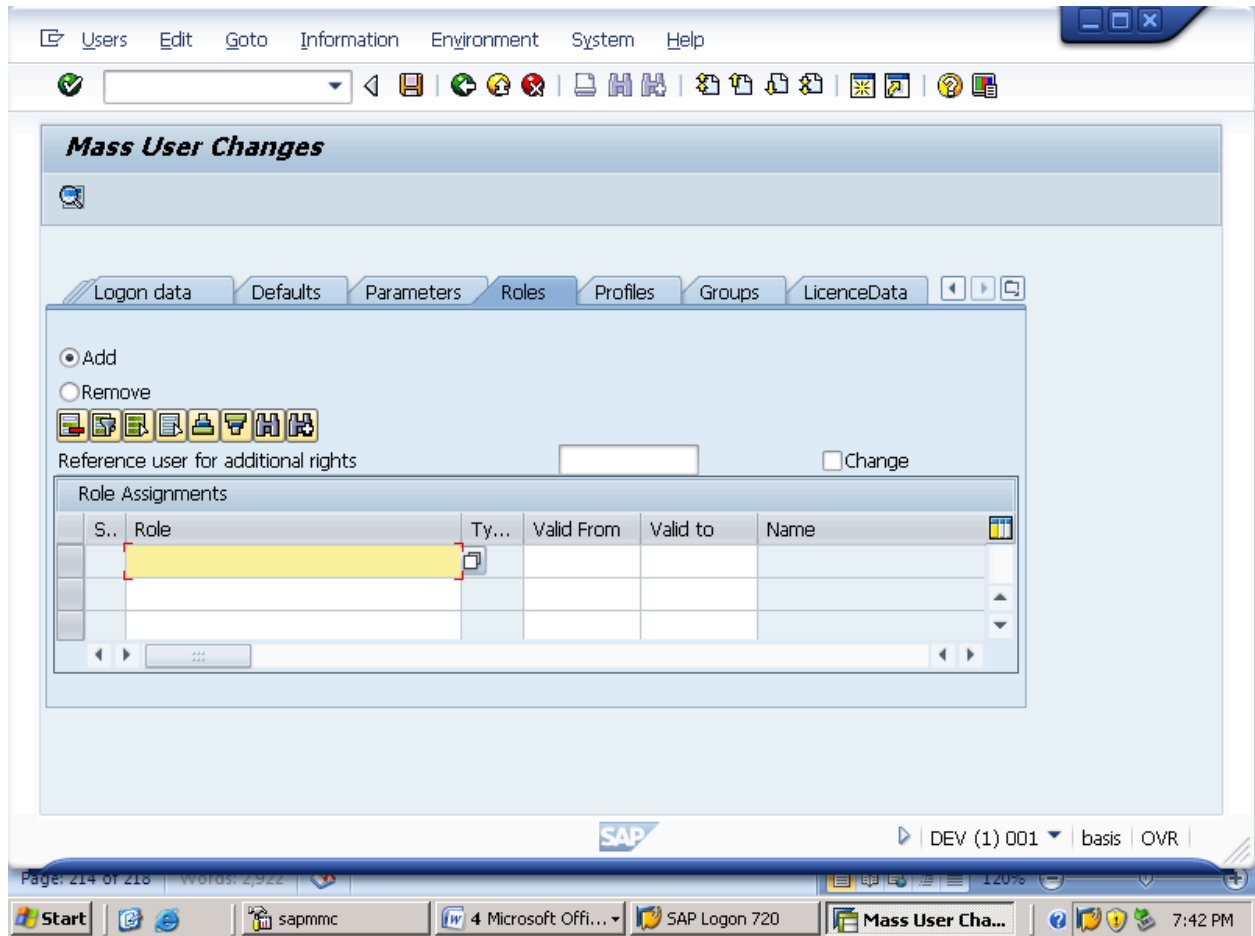 Users Edit Goto Information Environment System Help
Mass User Changes
Logon data Defaults Parameters Roles Profiles Groups LicenceData
Add
Remove
Reference user for additional rights Change
Role Assignments
S.. Role Ty... Valid From Valid to Name
SAP DEV (1) 001 basis OVR
Page: 214 of 218 Words: 2,922 120%
Start sapmmc 4 Microsoft Offi... SAP Logon 720 Mass User Cha... 7:42 PM